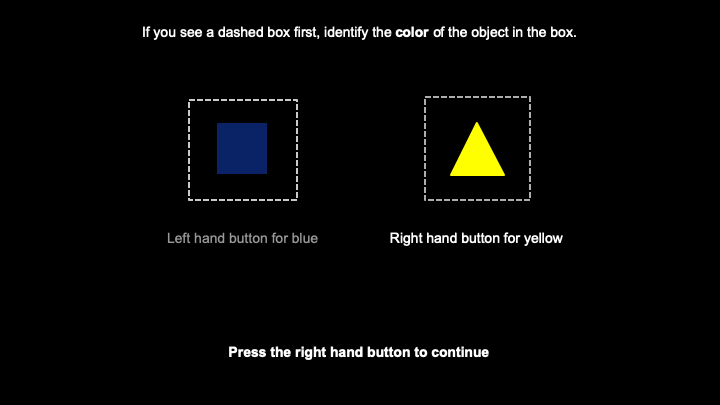 If you see a dashed box first, identify the color of the object in the box.
Left hand button for blue
Right hand button for yellow
Press the right hand button to continue